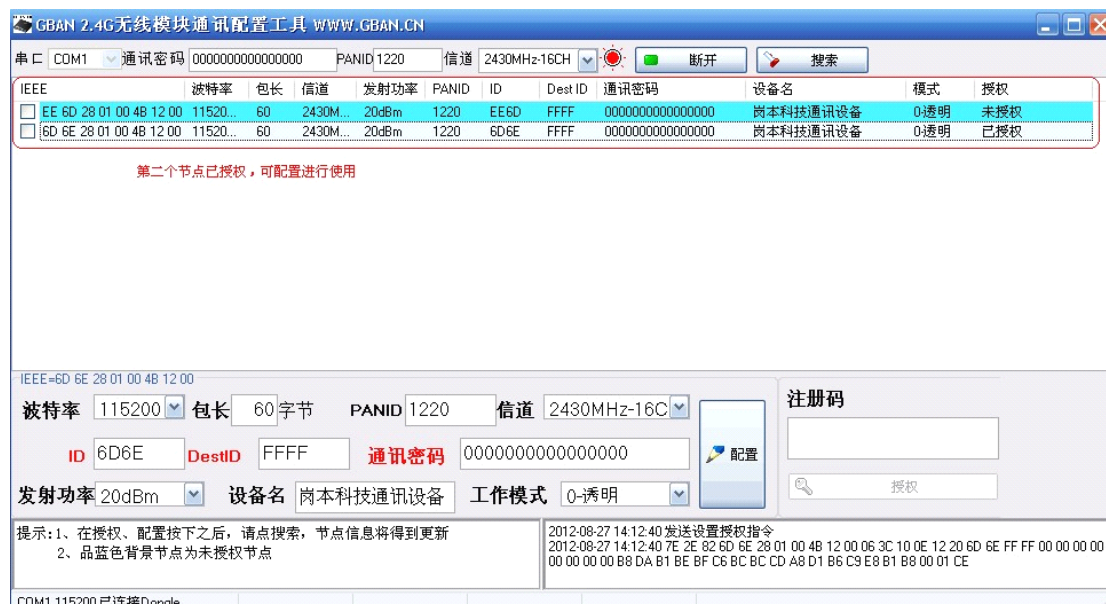 GBAN 2.4G无线模块通讯配置工具 WWW.GBAN.CN
串口 COM1 通讯密码 0000000000000000 PANID 1220 信道 2430MHz-16CH 断开 搜索
IEEE 波特率 包长 信道 发射功率 PANID ID Dest ID 通讯密码 设备名 模式 授权
EE 6D 28 01 00 4B 12 00 11520... 60 2430M... 20dBm 1220 EE6D FFFF 0000000000000000 岗本科技通讯设备 0-透明 未授权
6D 6E 28 01 00 4B 12 00 11520... 60 2430M... 20dBm 1220 6D6E FFFF 0000000000000000 岗本科技通讯设备 0-透明 已授权
第二个节点已授权，可配置进行使用
IEEE=6D 6E 28 01 00 4B 12 00
波特率 115200 包长 60 字节 PANID 1220 信道 2430MHz-16C
ID 6D6E DestID FFFF 通讯密码 0000000000000000 配置
发射功率 20dBm 设备名 岗本科技通讯设备 工作模式 0-透明
注册码
授权
提示:1、在授权、配置按下之后，请点搜索，节点信息将得到更新
2、品蓝色背景节点为未授权节点
2012-08-27 14:12:40 发送设置授权指令
2012-08-27 14:12:40 7E 2E 82 6D 6E 28 01 00 4B 12 00 06 3C 10 0E 12 20 6D 6E FF FF 00 00 00 00
00 00 00 00 B8 DA B1 BE BF C6 BC BC CD A8 D1 B6 C9 E8 B1 B8 00 01 CE
COM1 115200 已连接Dongle